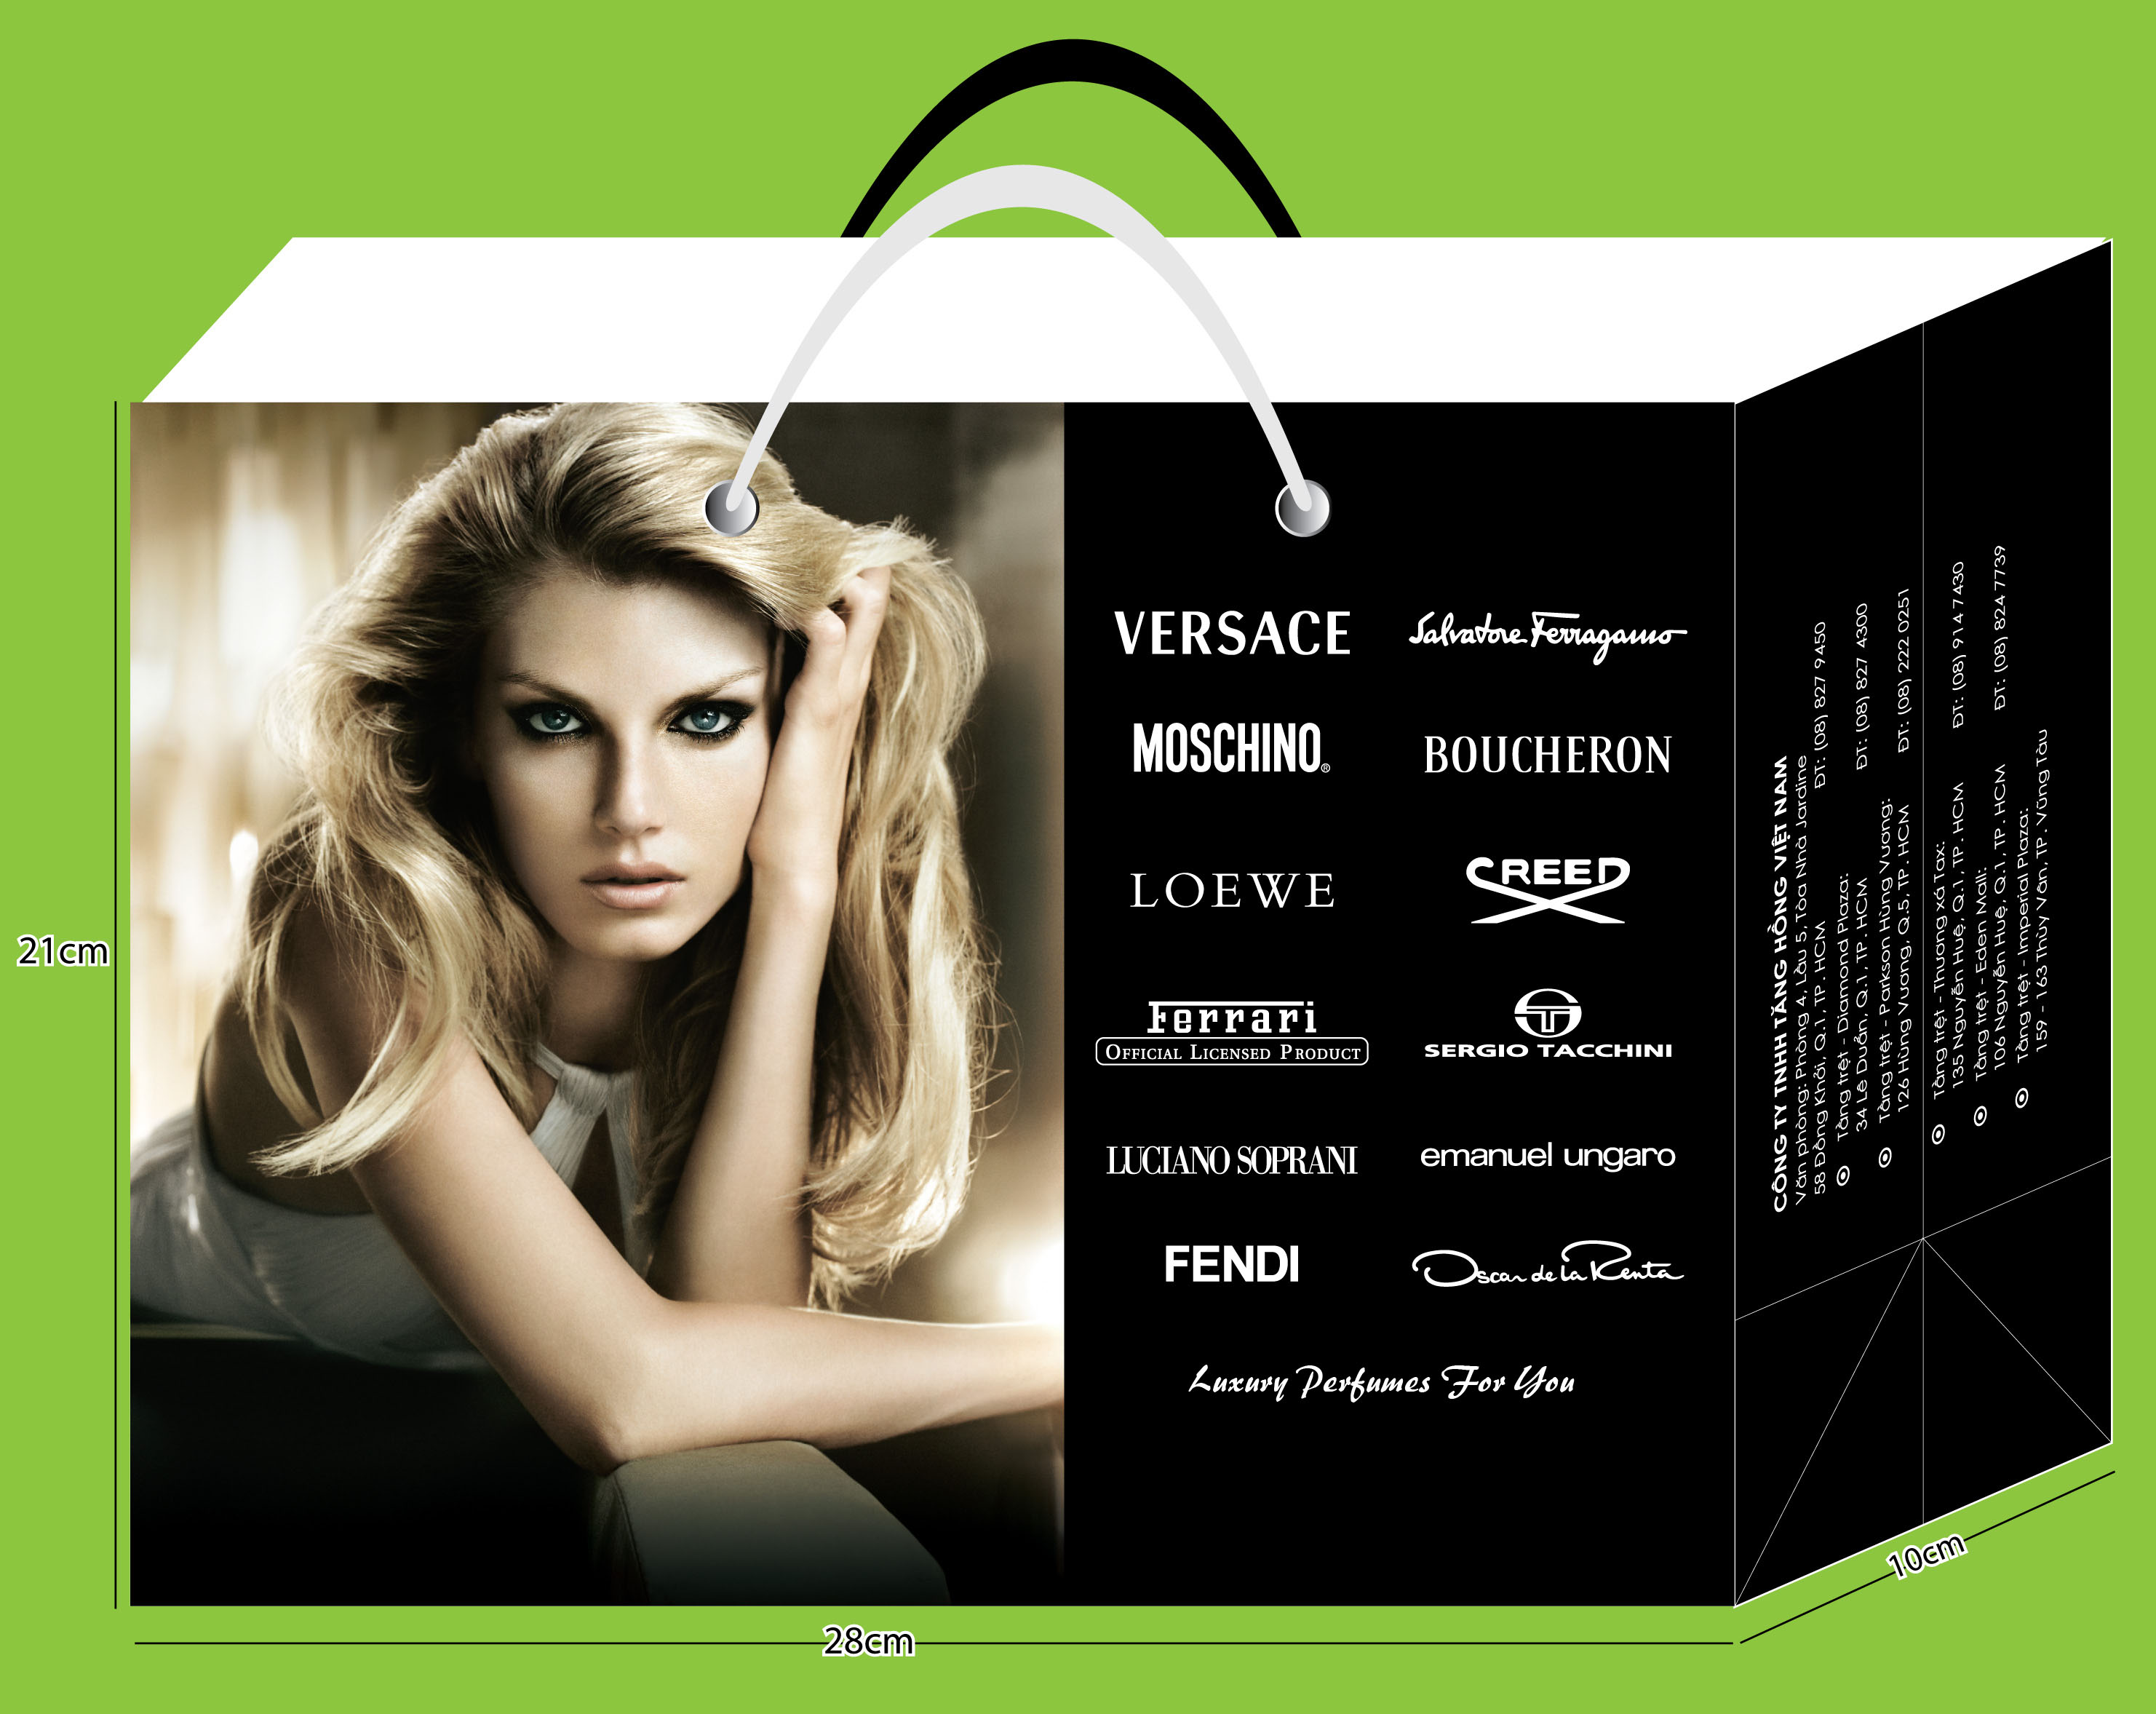 VERSACE
Salvatore Ferragamo
MOSCHINO®
BOUCHERON
LOEWE
CREED
Ferrari
OFFICIAL LICENSED PRODUCT
SERGIO TACCHINI
LUCIANO SOPRANI
emanuel ungaro
FENDI
Oscar de la Renta
Luxury Perfumes For You
CÔNG TY TNHH TĂNG HỒNG VIỆT NAM
Văn phòng: Phòng 4, Lầu 5, Tòa Nhà Jardine
58 Đồng Khởi, Q.1, TP. HCM ĐT: (08) 827 9450
Tầng trệt - Diamond Plaza:
34 Lê Duẩn, Q.1, TP. HCM ĐT: (08) 827 4300
Tầng trệt - Parkson Hùng Vương:
126 Hùng Vương, Q.5, TP. HCM ĐT: (08) 222 0251
Tầng trệt - Thương xá Tax:
135 Nguyễn Huệ, Q.1, TP. HCM ĐT: (08) 914 7430
Tầng trệt - Eden Mall:
106 Nguyễn Huệ, Q.1, TP. HCM ĐT: (08) 824 7739
Tầng trệt - Imperial Plaza:
159 - 163 Thùy Vân, TP. Vũng Tàu
21cm
28cm
10cm